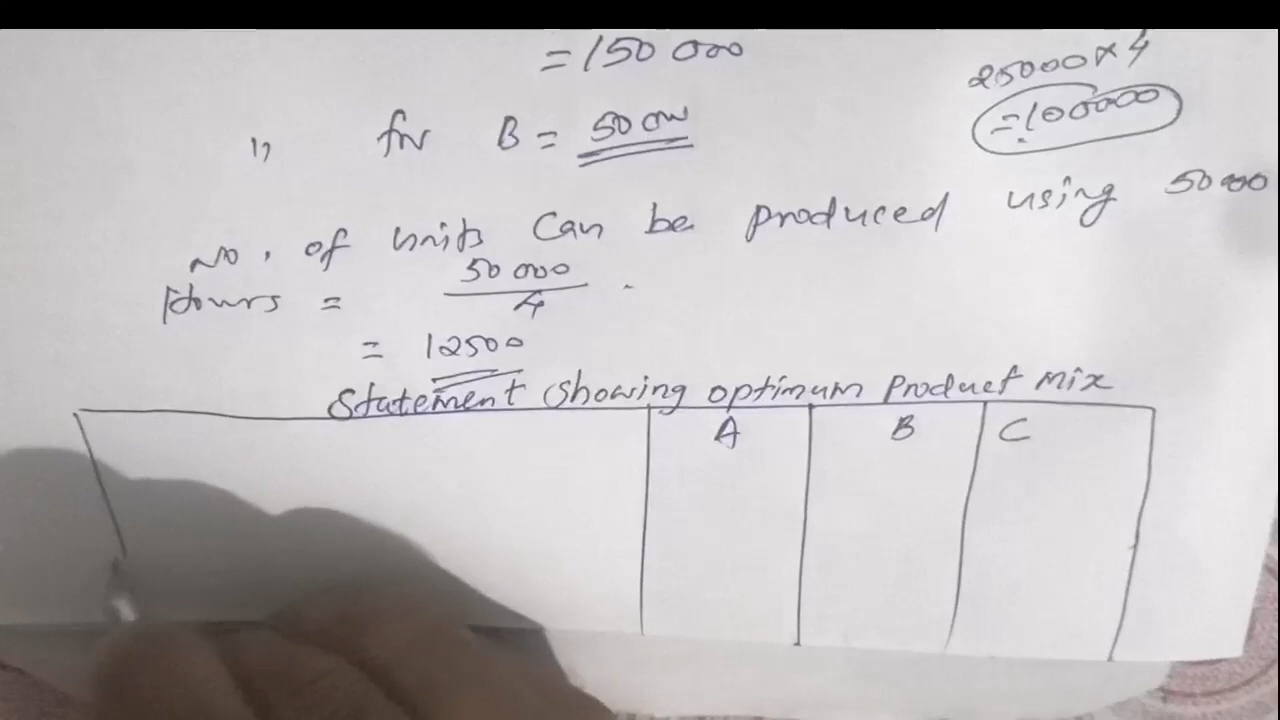 = 150 000
25000 × 4
= 100000
" for B = 50 000
No. of units can be produced using 50 000
Hours = 50 000 / 4
= 12500
Statement Showing optimum Product mix
A B C